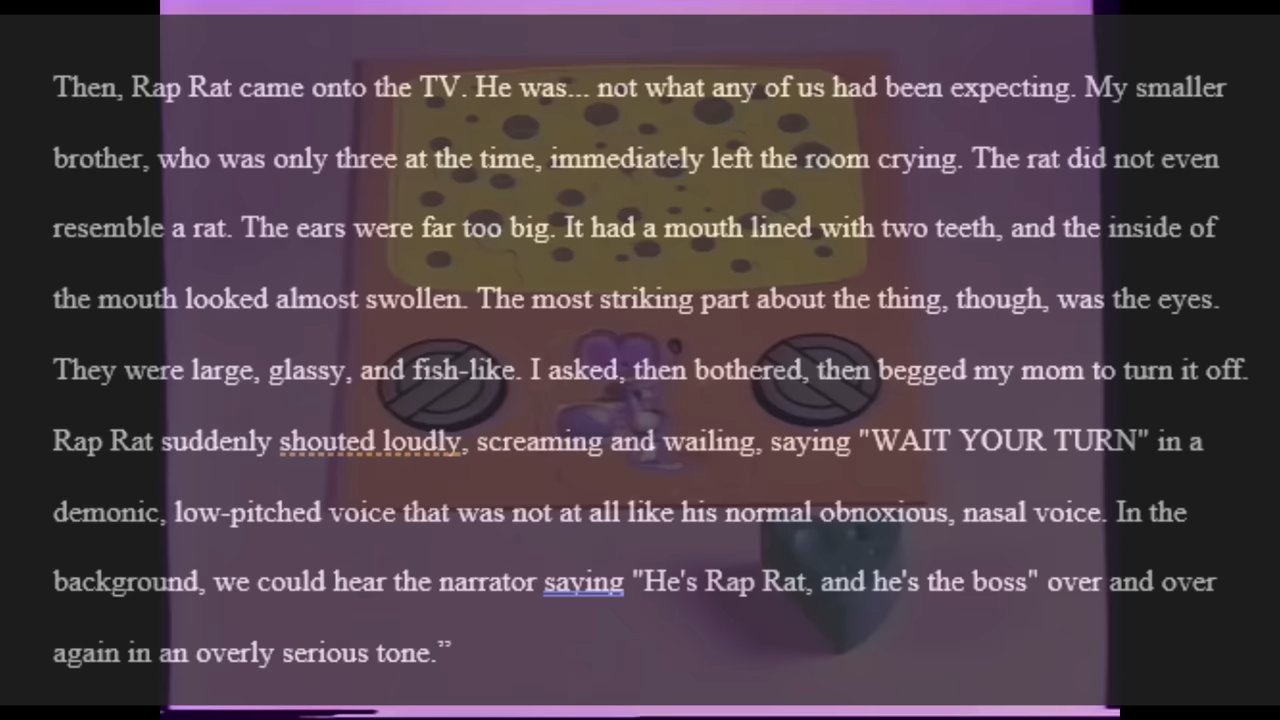 Then, Rap Rat came onto the TV. He was... not what any of us had been expecting. My smaller
brother, who was only three at the time, immediately left the room crying. The rat did not even
resemble a rat. The ears were far too big. It had a mouth lined with two teeth, and the inside of
the mouth looked almost swollen. The most striking part about the thing, though, was the eyes.
They were large, glassy, and fish-like. I asked, then bothered, then begged my mom to turn it off.
Rap Rat suddenly shouted loudly, screaming and wailing, saying "WAIT YOUR TURN" in a
demonic, low-pitched voice that was not at all like his normal obnoxious, nasal voice. In the
background, we could hear the narrator saying "He's Rap Rat, and he's the boss" over and over
again in an overly serious tone.”